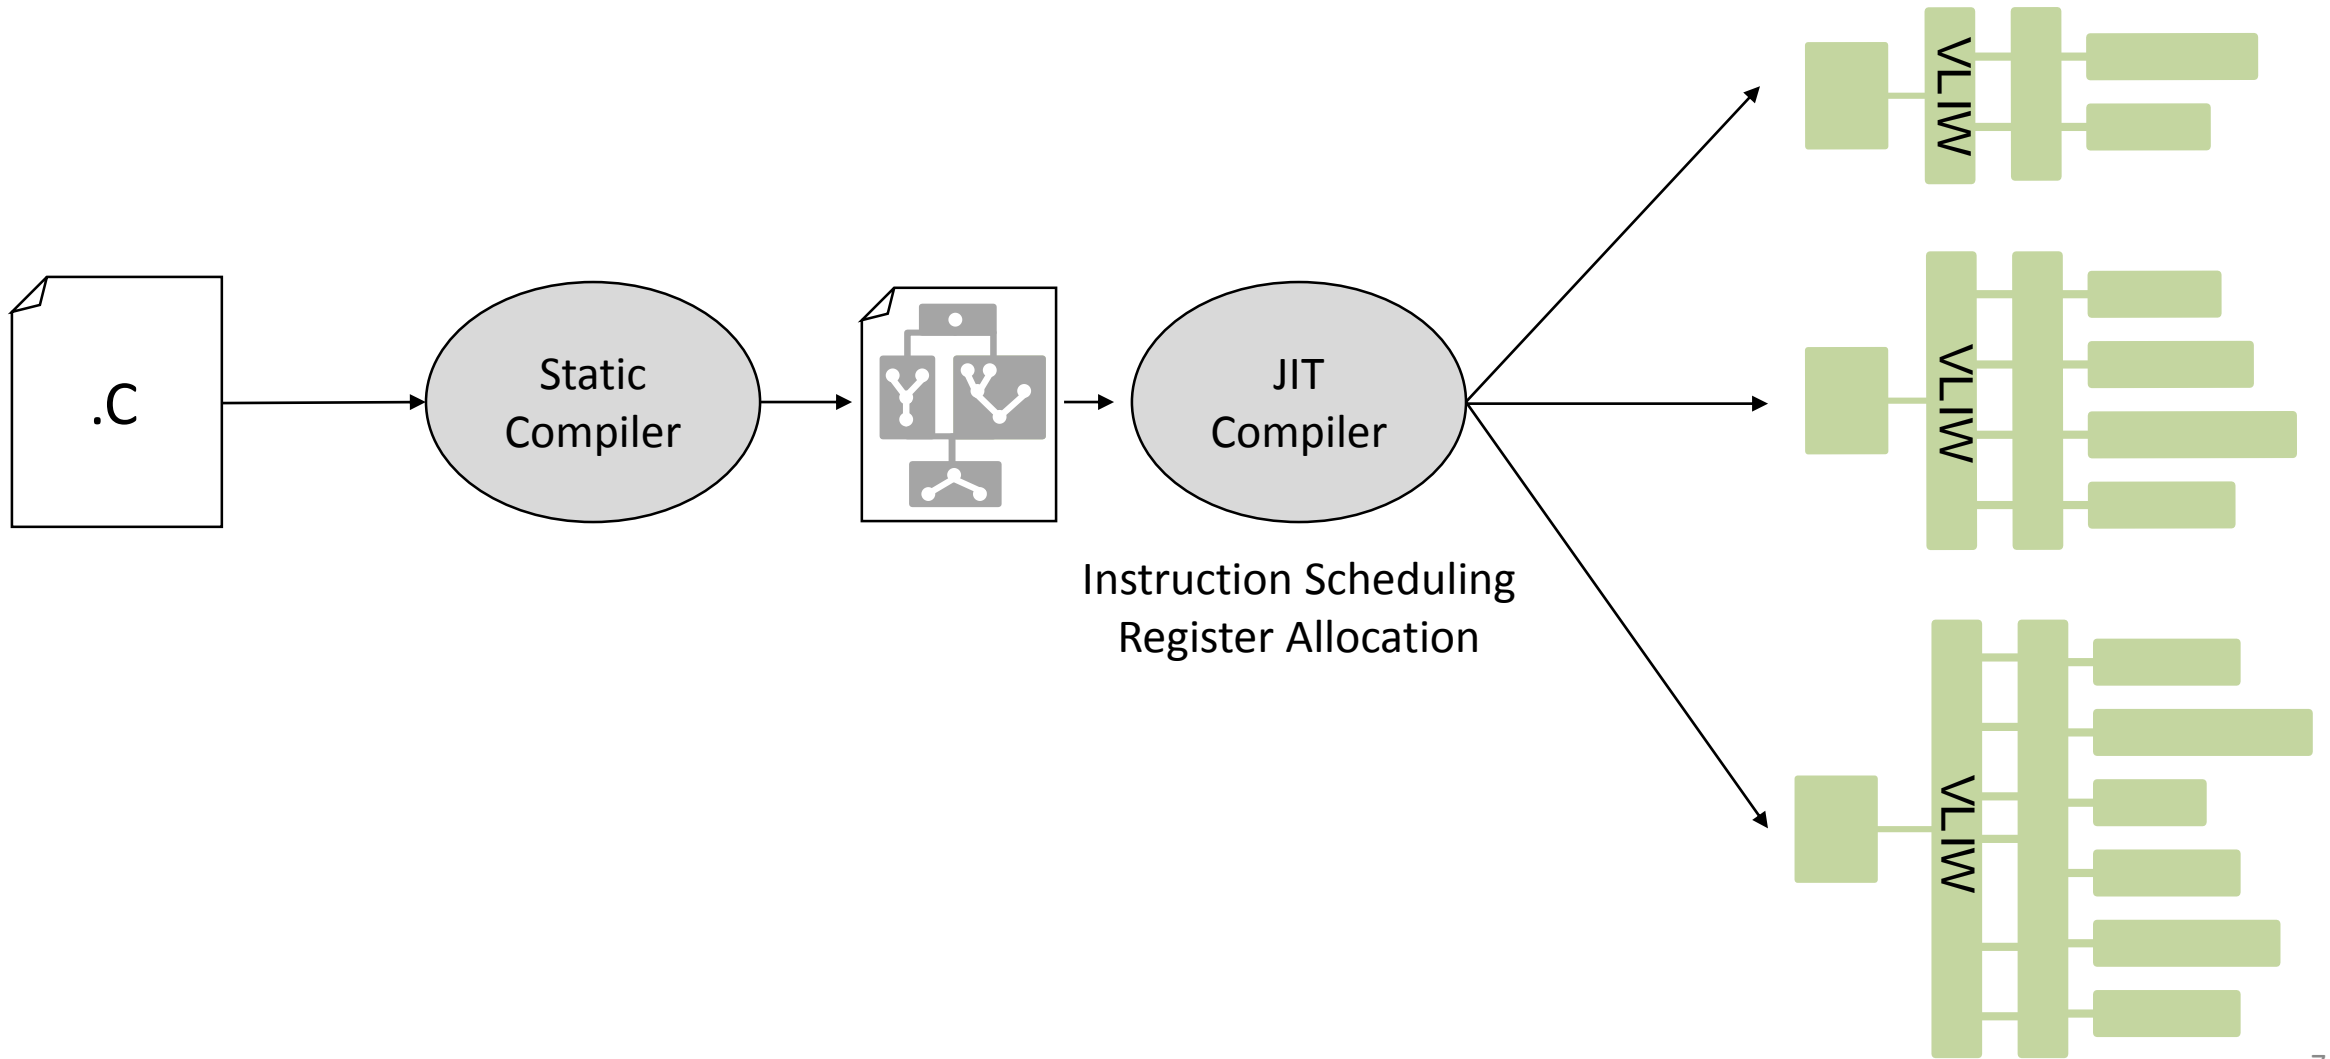 .C
Static
Compiler
JIT
Compiler
Instruction Scheduling
Register Allocation
VLIW
VLIW
VLIW